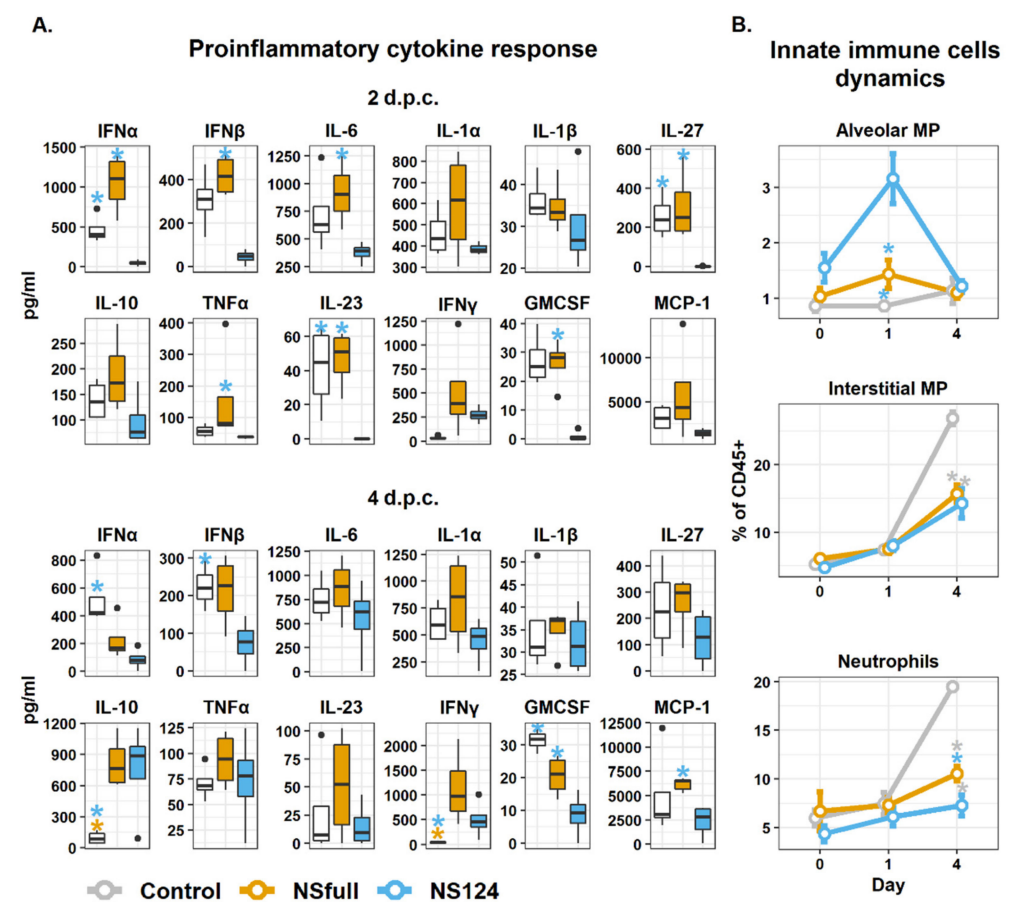 A.
B.
Proinflammatory cytokine response
Innate immune cells
dynamics
2 d.p.c.
IFNα IFNβ IL-6 IL-1α IL-1β IL-27
1500 1000 500 0
400 200 0
1250 1000 750 500 250
800 700 600 500 400 300
40 30 20
600 400 200 0
pg/ml
IL-10 TNFα IL-23 IFNγ GMCSF MCP-1
250 200 150 100
400 300 200 100 0
60 40 20 0
1250 1000 750 500 250 0
40 30 20 10 0
10000 5000
4 d.p.c.
IFNα IFNβ IL-6 IL-1α IL-1β IL-27
800 600 400 200 0
300 200 100 0
1250 1000 750 500 250 0
1250 1000 750 500 250
50 45 40 35 30 25
400 300 200 100 0
pg/ml
IL-10 TNFα IL-23 IFNγ GMCSF MCP-1
1200 900 600 300 0
125 100 75 50 25
100 75 50 25 0
2000 1500 1000 500 0
30 20 10 0
12500 10000 7500 5000 2500 0
Control NSfull NS124
Alveolar MP
3
2
1
0 1 4
Interstitial MP
20
10
0 1 4
% of CD45+
Neutrophils
20
15
10
5
0 1 4
Day